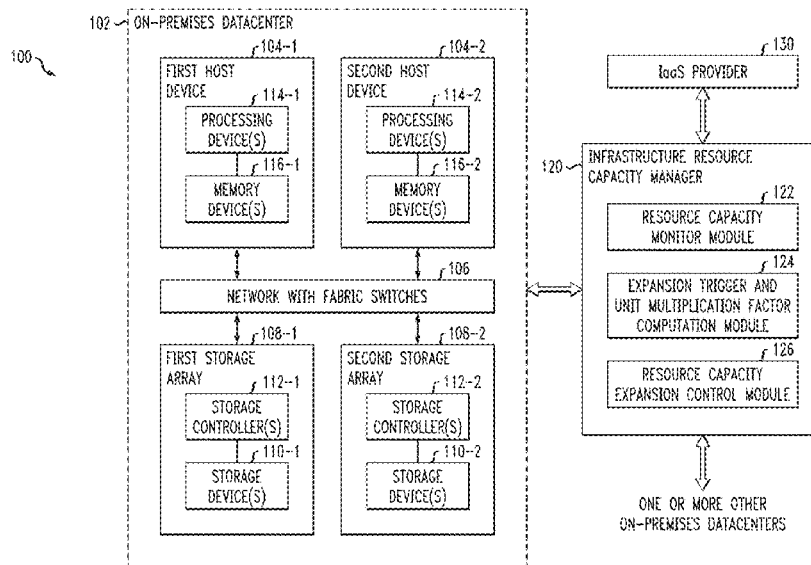 100
102
ON-PREMISES DATACENTER
104-1
FIRST HOST
DEVICE
114-1
PROCESSING
DEVICE(S)
116-1
MEMORY
DEVICE(S)
104-2
SECOND HOST
DEVICE
114-2
PROCESSING
DEVICE(S)
116-2
MEMORY
DEVICE(S)
106
NETWORK WITH FABRIC SWITCHES
108-1
FIRST STORAGE
ARRAY
112-1
STORAGE
CONTROLLER(S)
110-1
STORAGE
DEVICE(S)
108-2
SECOND STORAGE
ARRAY
112-2
STORAGE
CONTROLLER(S)
110-2
STORAGE
DEVICE(S)
130
IaaS PROVIDER
120
INFRASTRUCTURE RESOURCE
CAPACITY MANAGER
122
RESOURCE CAPACITY
MONITOR MODULE
124
EXPANSION TRIGGER AND
UNIT MULTIPLICATION FACTOR
COMPUTATION MODULE
126
RESOURCE CAPACITY
EXPANSION CONTROL MODULE
ONE OR MORE OTHER
ON-PREMISES DATACENTERS